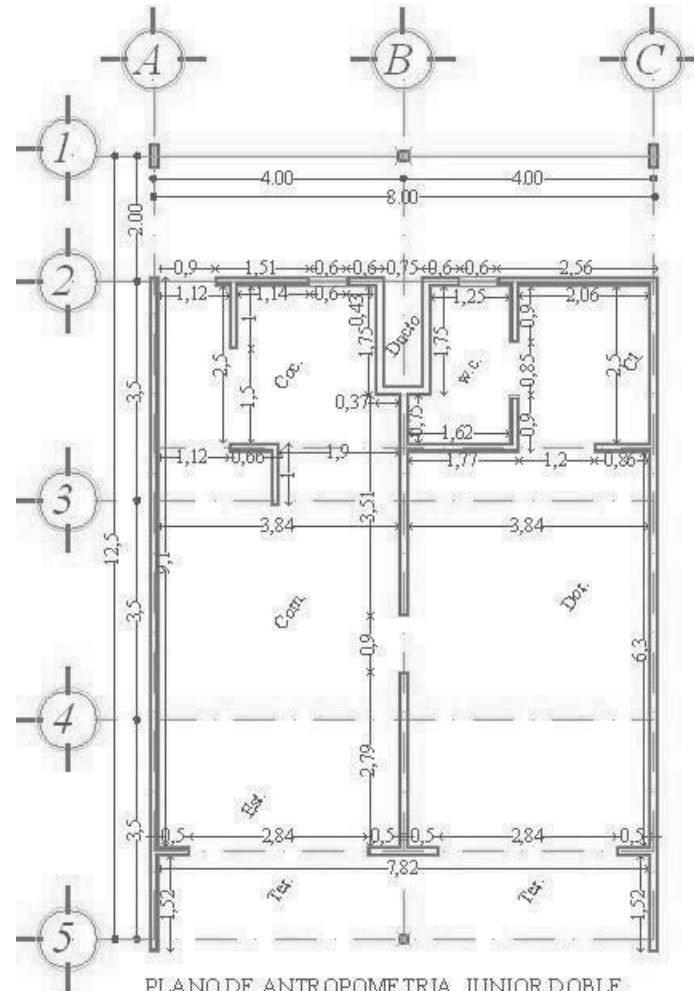 A B C
1
4.00 4.00
8.00
2.00
2
0,9 1,51 0,6 0,6 0,75 0,6 0,6 2,56
1,12 1,14 0,6 0,43 1,25 2,06
2,5 1 1,5 Coc. 1,75 Ducto 1,75 w.c. 0,9 0,85 0,9 2,5 Cl
3,5
0,37 0,75 1,62
1,12 0,66 1,9 1,77 1,2 0,86
1
3
3,51
3,84 3,84
12,5 9,1
3,5 Com. 0,9 Dor. 6,3
4
2,79
3,5 Est.
0,5 2,84 0,5 0,5 2,84 0,5
7,82
1,52 Ter. Ter. 1,52
5
PLANO DE ANTROPOMETRIA JUNIOR DOBLE